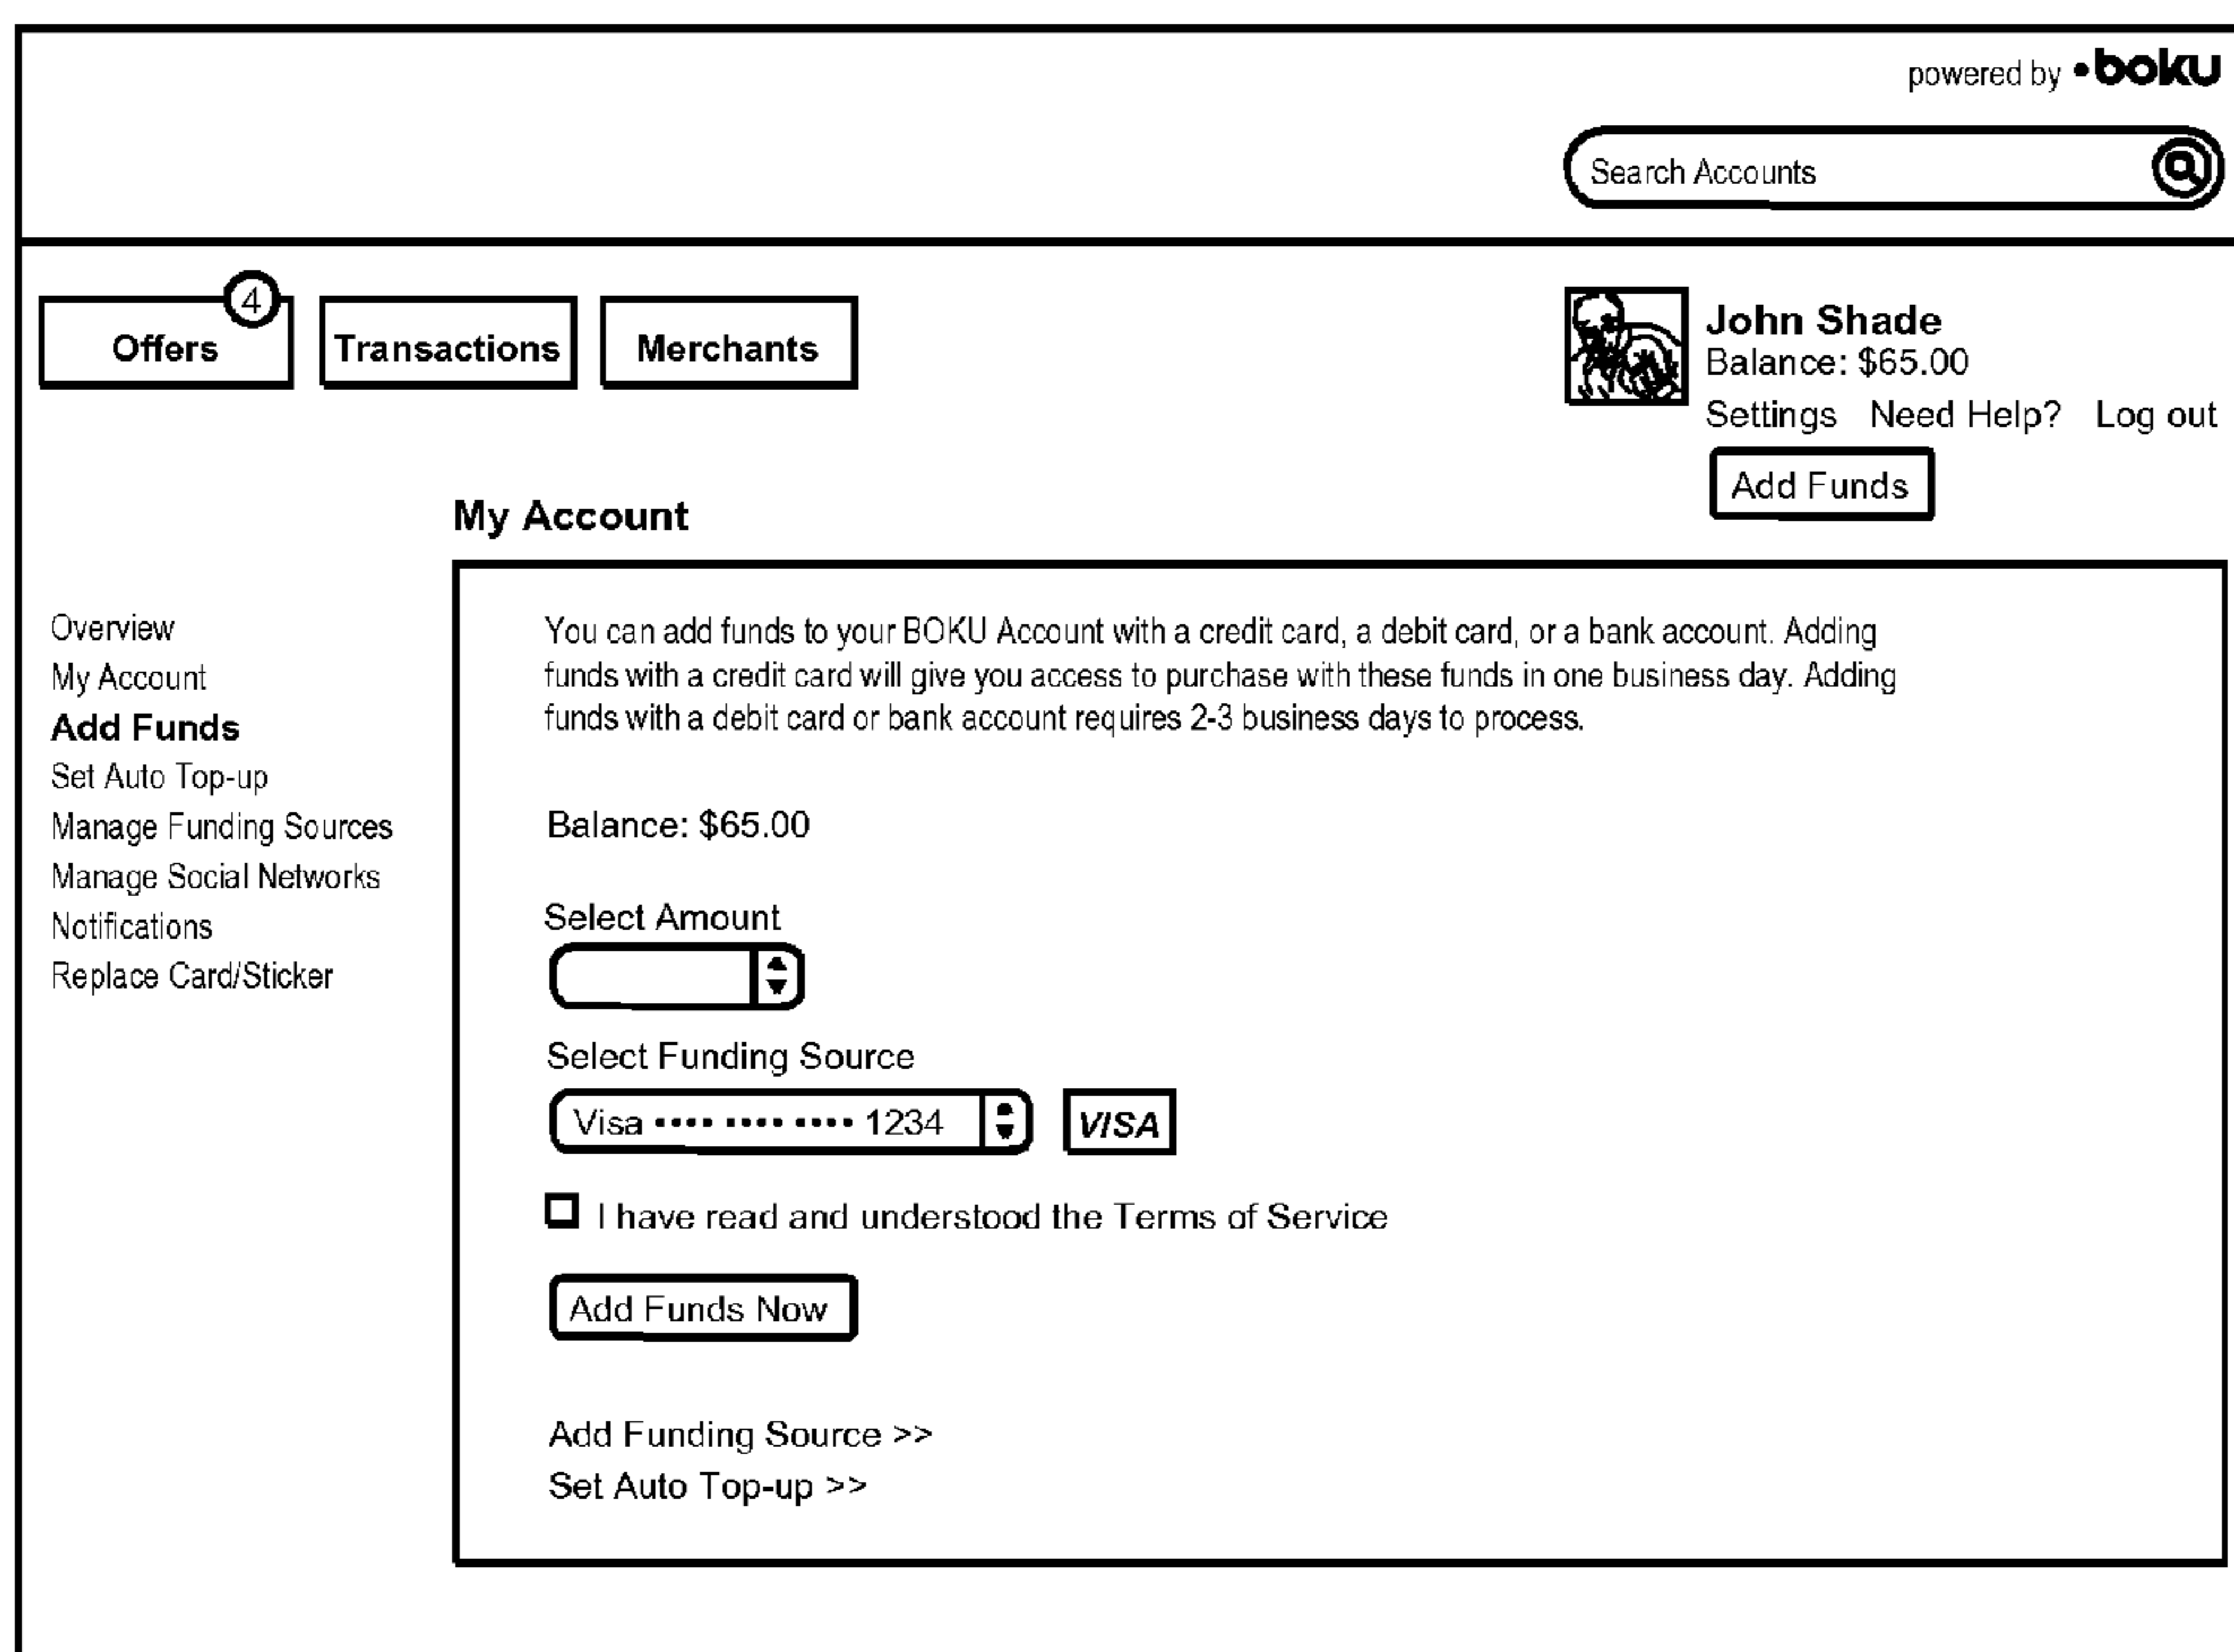 powered by •boku
Search Accounts
4
Offers
Transactions
Merchants
John Shade
Balance: $65.00
Settings Need Help? Log out
Add Funds
My Account
Overview
My Account
Add Funds
Set Auto Top-up
Manage Funding Sources
Manage Social Networks
Notifications
Replace Card/Sticker
You can add funds to your BOKU Account with a credit card, a debit card, or a bank account. Adding
funds with a credit card will give you access to purchase with these funds in one business day. Adding
funds with a debit card or bank account requires 2-3 business days to process.
Balance: $65.00
Select Amount
Select Funding Source
Visa •••• •••• •••• 1234
VISA
I have read and understood the Terms of Service
Add Funds Now
Add Funding Source >>
Set Auto Top-up >>